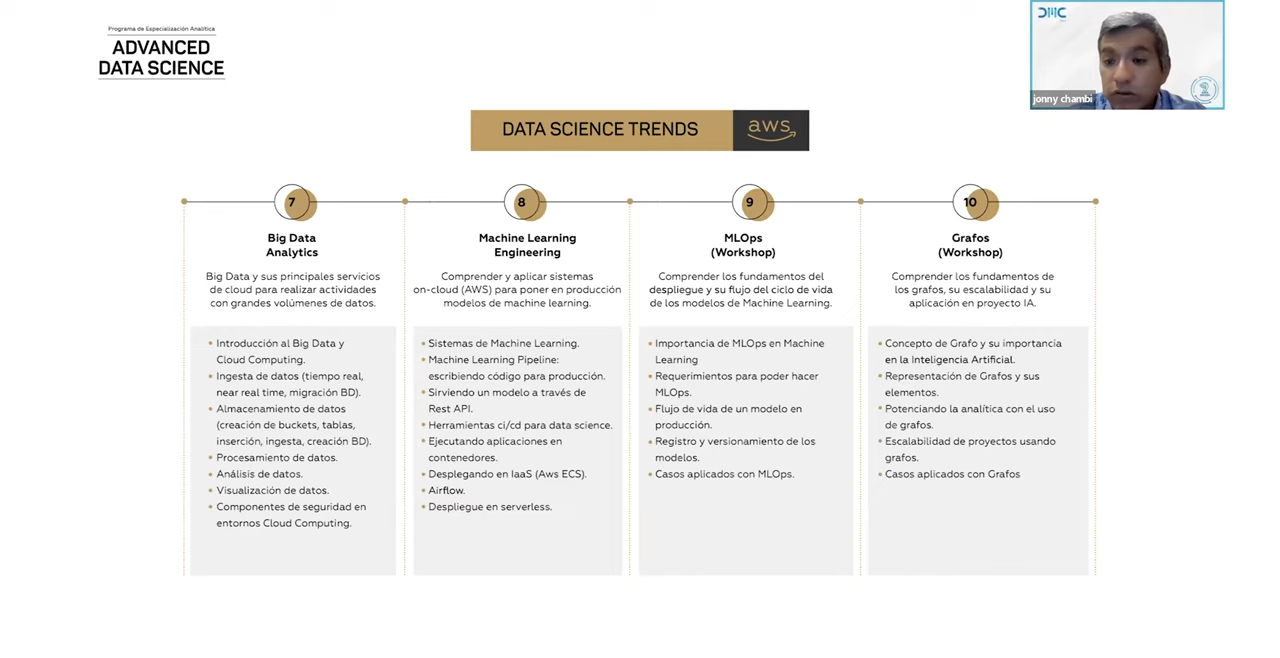 Programa de Especialización Analítica
ADVANCED
DATA SCIENCE
DMC
jonny chambi
DATA SCIENCE TRENDS
aws
7
Big Data
Analytics
Big Data y sus principales servicios
de cloud para realizar actividades
con grandes volúmenes de datos.
• Introducción al Big Data y
Cloud Computing.
• Ingesta de datos (tiempo real,
near real time, migración BD).
• Almacenamiento de datos
(creación de buckets, tablas,
inserción, ingesta, creación BD).
• Procesamiento de datos.
• Análisis de datos.
• Visualización de datos.
• Componentes de seguridad en
entornos Cloud Computing.
8
Machine Learning
Engineering
Comprender y aplicar sistemas
on-cloud (AWS) para poner en producción
modelos de machine learning.
• Sistemas de Machine Learning.
• Machine Learning Pipeline:
escribiendo código para producción.
• Sirviendo un modelo a través de
Rest API.
• Herramientas ci/cd para data science.
• Ejecutando aplicaciones en
contenedores.
• Desplegando en IaaS (Aws ECS).
• Airflow.
• Despliegue en serverless.
9
MLOps
(Workshop)
Comprender los fundamentos del
despliegue y su flujo del ciclo de vida
de los modelos de Machine Learning.
• Importancia de MLOps en Machine
Learning
• Requerimientos para poder hacer
MLOps.
• Flujo de vida de un modelo en
producción.
• Registro y versionamiento de los
modelos.
• Casos aplicados con MLOps.
10
Grafos
(Workshop)
Comprender los fundamentos de
los grafos, su escalabilidad y su
aplicación en proyecto IA.
• Concepto de Grafo y su importancia
en la Inteligencia Artificial.
• Representación de Grafos y sus
elementos.
• Potenciando la analítica con el uso
de grafos.
• Escalabilidad de proyectos usando
grafos.
• Casos aplicados con Grafos